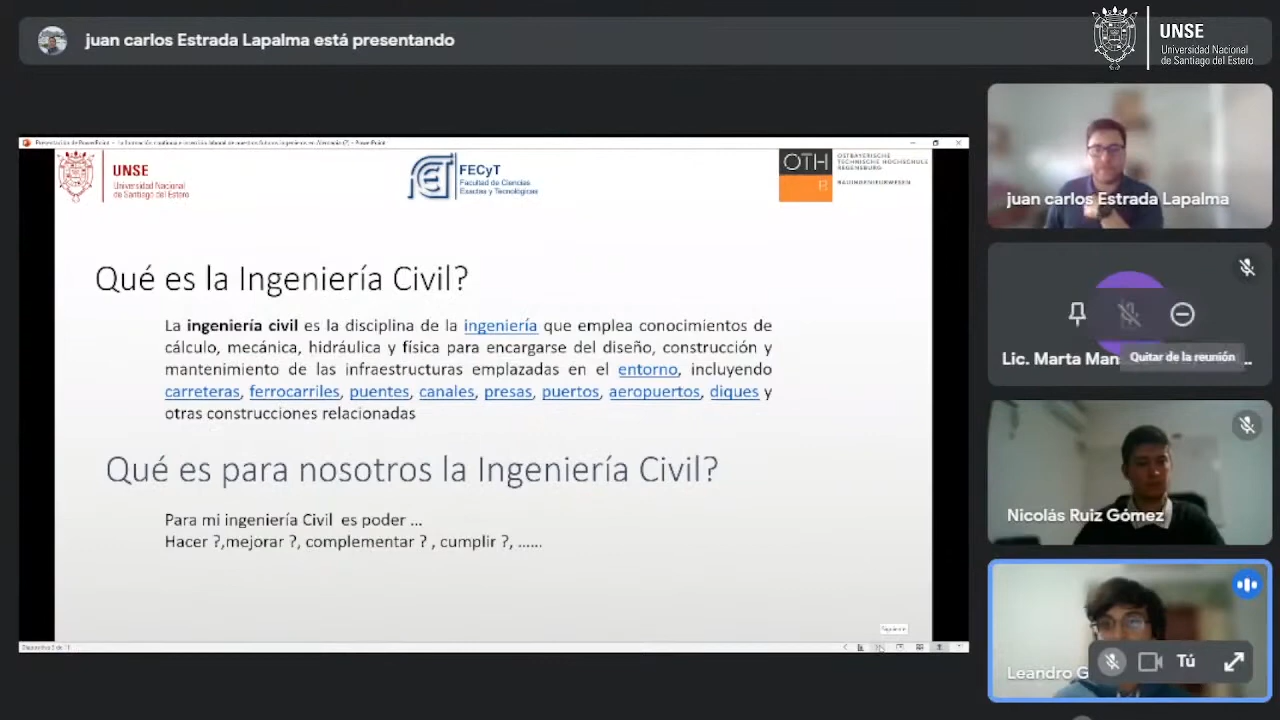 juan carlos Estrada Lapalma está presentando
UNSE
Universidad Nacional
de Santiago del Estero
UNSE
Universidad Nacional
de Santiago del Estero
FECyT
Facultad de Ciencias
Exactas y Tecnológicas
OTH
OSTBAYERISCHE
TECHNISCHE HOCHSCHULE
REGENSBURG
BAUINGENIEURWESEN
Qué es la Ingeniería Civil?
La ingeniería civil es la disciplina de la ingeniería que emplea conocimientos de
cálculo, mecánica, hidráulica y física para encargarse del diseño, construcción y
mantenimiento de las infraestructuras emplazadas en el entorno, incluyendo
carreteras, ferrocarriles, puentes, canales, presas, puertos, aeropuertos, diques y
otras construcciones relacionadas
Qué es para nosotros la Ingeniería Civil?
Para mi ingeniería Civil es poder ...
Hacer ?,mejorar ?, complementar ? , cumplir ?, ......
Siguiente
juan carlos Estrada Lapalma
Lic. Marta Man
Quitar de la reunión
...
Nicolás Ruiz Gómez
Leandro G
Tú